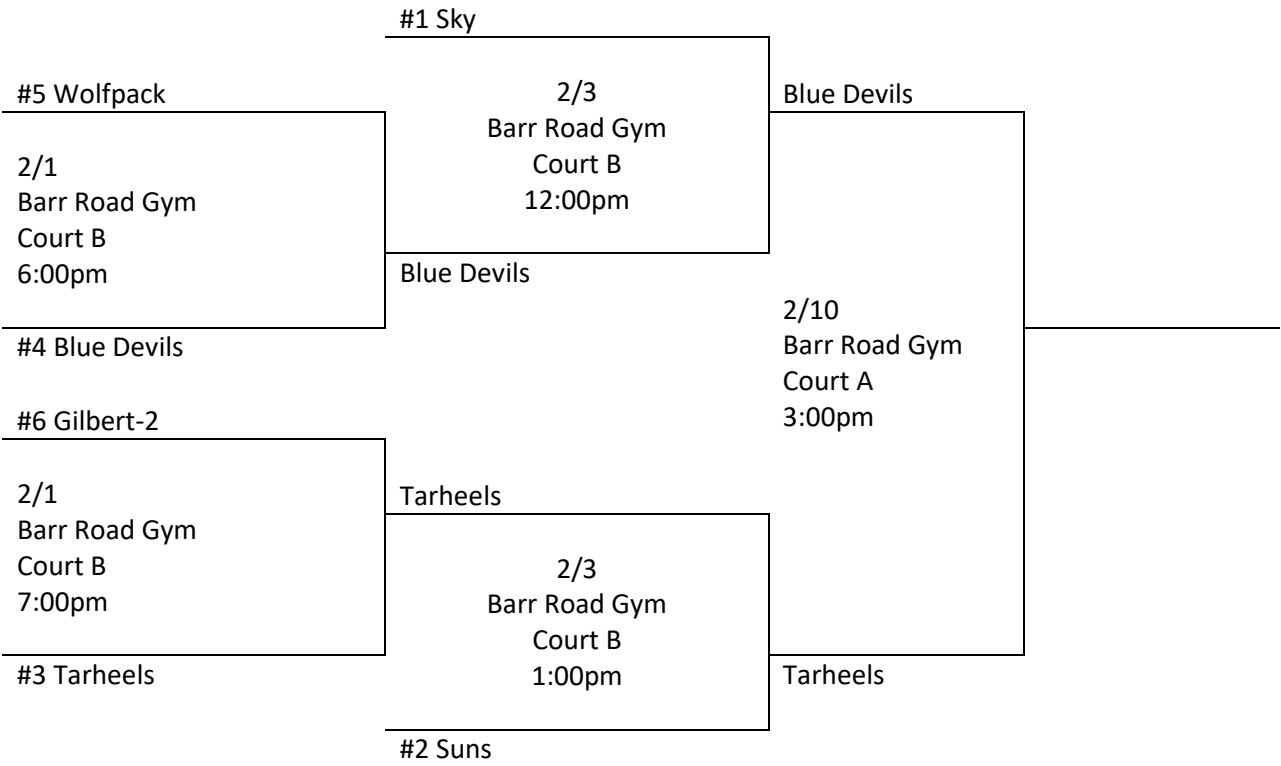 #1 Sky
#5 Wolfpack
2/1
Barr Road Gym
Court B
6:00pm
#4 Blue Devils
2/3
Barr Road Gym
Court B
12:00pm
Blue Devils
Blue Devils
#6 Gilbert-2
2/1
Barr Road Gym
Court B
7:00pm
#3 Tarheels
Tarheels
2/3
Barr Road Gym
Court B
1:00pm
#2 Suns
2/10
Barr Road Gym
Court A
3:00pm
Tarheels